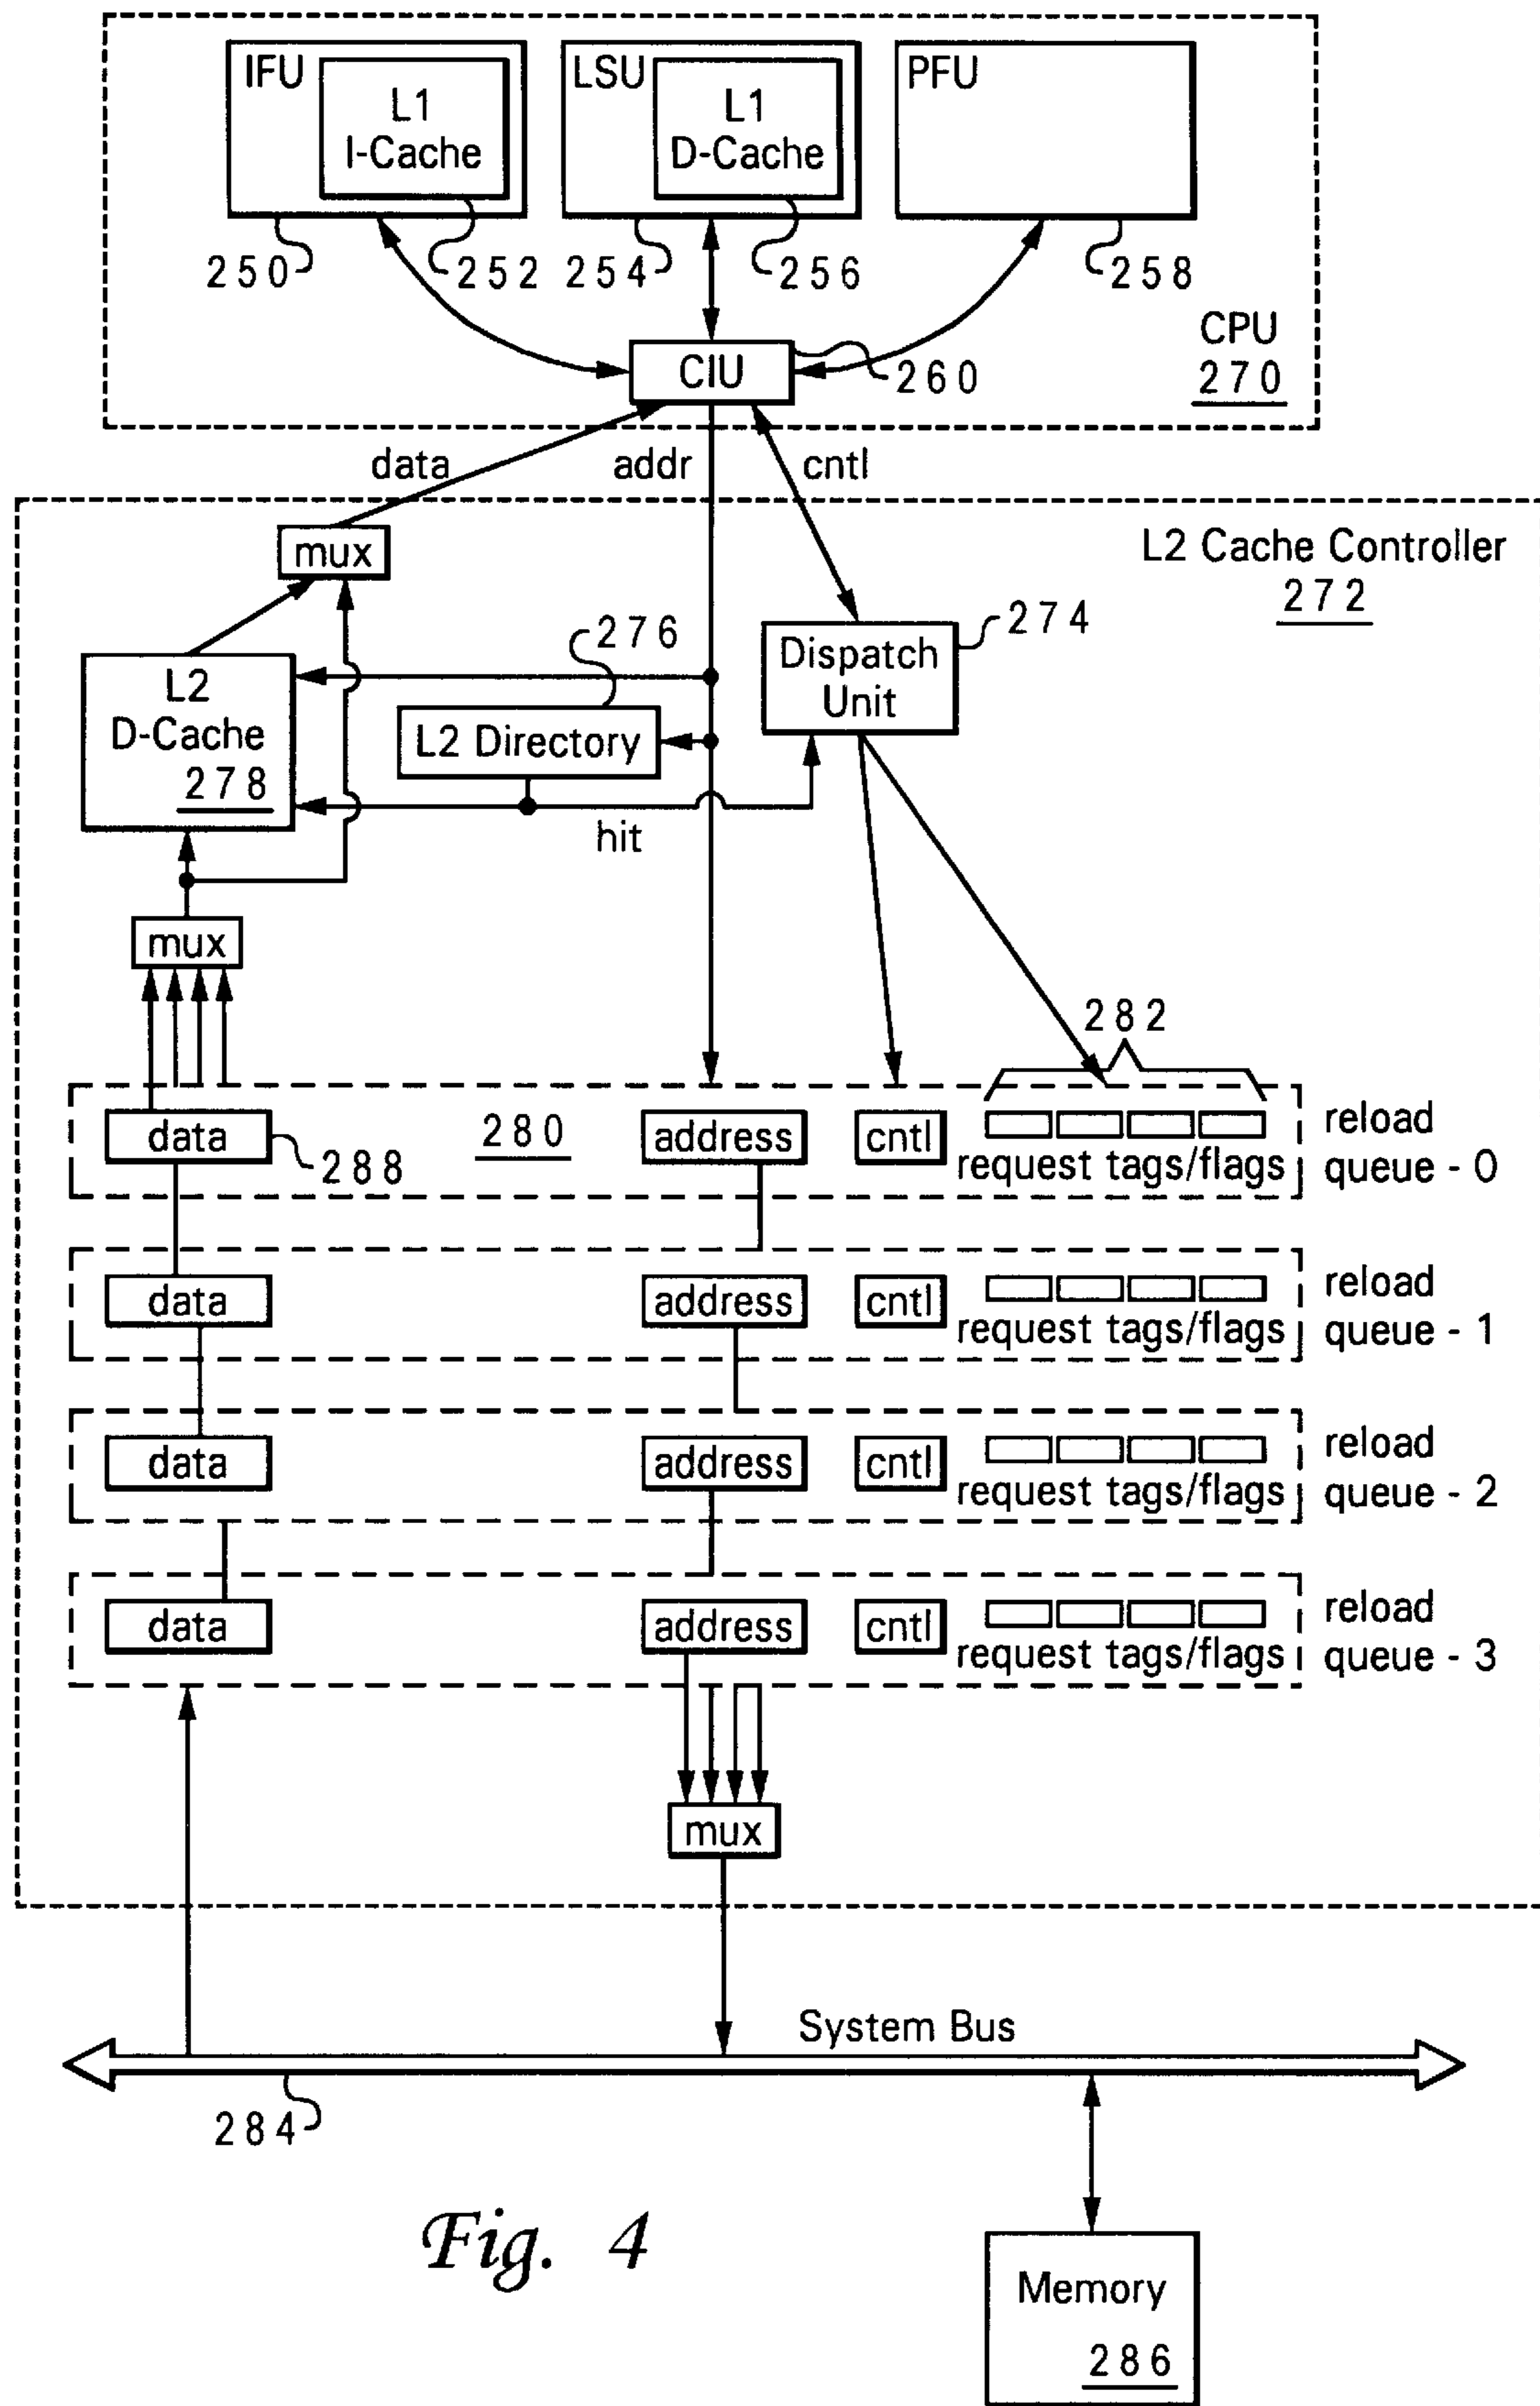 IFU
L1
I-Cache
LSU
L1
D-Cache
PFU
250
252
254
256
258
CIU
260
CPU
270
data
addr
cntl
mux
L2 Cache Controller
272
276
274
L2
D-Cache
278
L2 Directory
Dispatch
Unit
hit
mux
282
data
288
280
address
cntl
request tags/flags
reload
queue - 0
data
address
cntl
request tags/flags
reload
queue - 1
data
address
cntl
request tags/flags
reload
queue - 2
data
address
cntl
request tags/flags
reload
queue - 3
mux
System Bus
284
Fig. 4
Memory
286